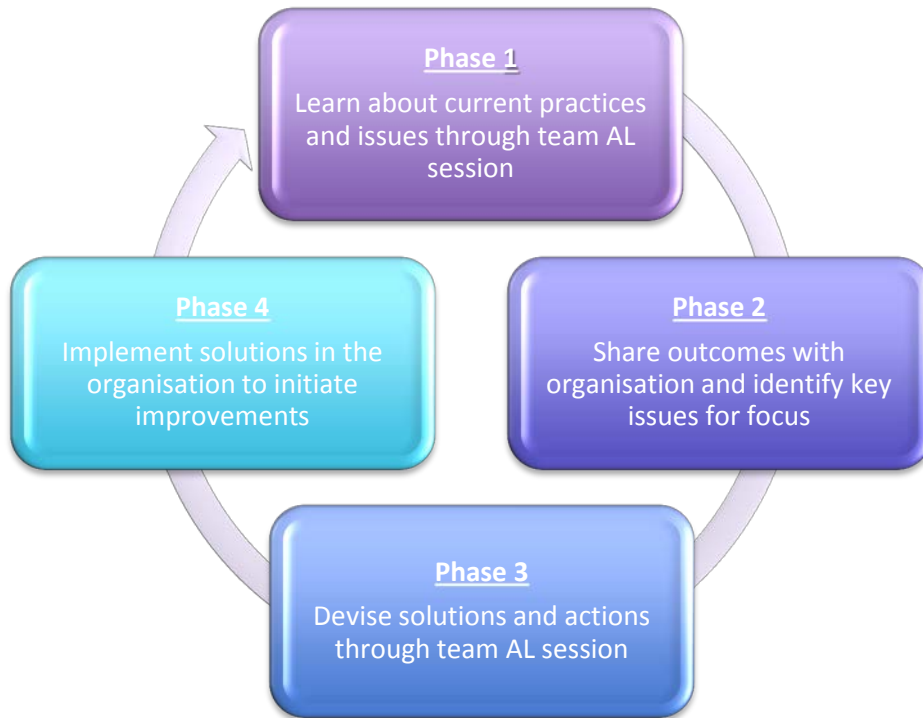 Phase 1
Learn about current practices
and issues through team AL
session
Phase 2
Share outcomes with
organisation and identify key
issues for focus
Phase 3
Devise solutions and actions
through team AL session
Phase 4
Implement solutions in the
organisation to initiate
improvements